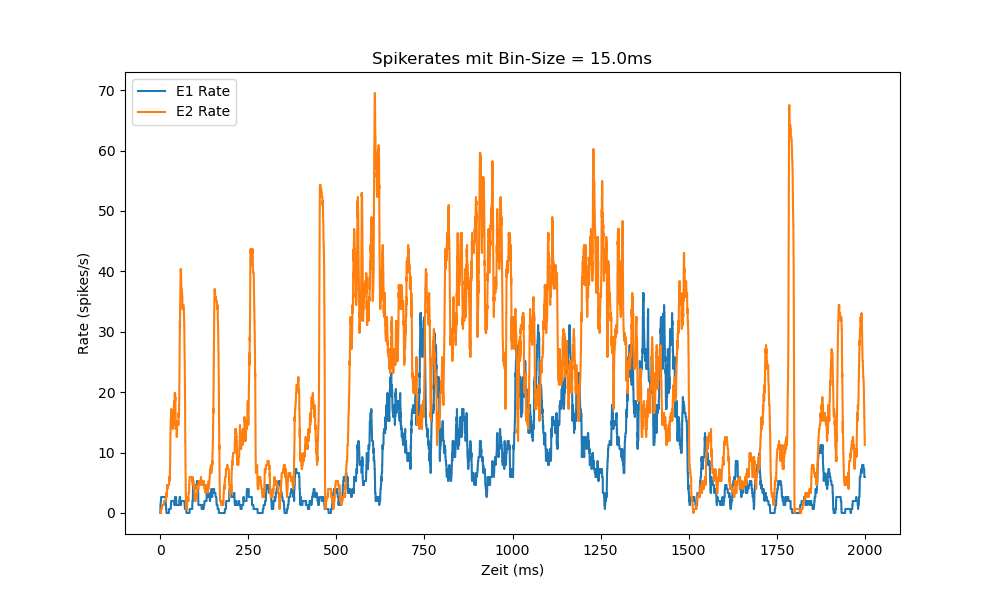 Spikerates mit Bin-Size = 15.0ms
E1 Rate
E2 Rate
Rate (spikes/s)
70
60
50
40
30
20
10
0
0 250 500 750 1000 1250 1500 1750 2000
Zeit (ms)